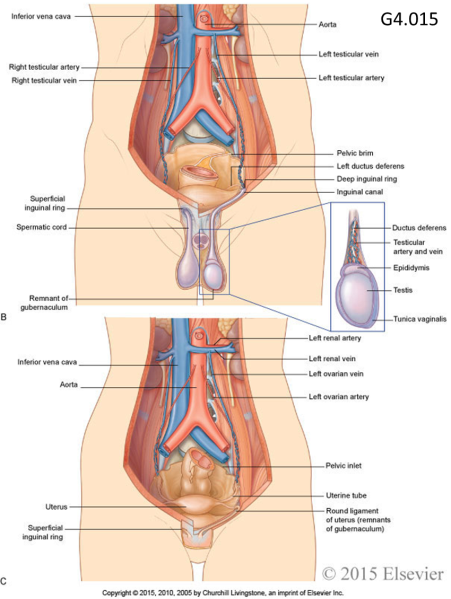 G4.015
Inferior vena cava
Aorta
Left testicular vein
Right testicular artery
Left testicular artery
Right testicular vein
Pelvic brim
Left ductus deferens
Deep inguinal ring
Inguinal canal
Superficial
inguinal ring
Spermatic cord
Ductus deferens
Testicular
artery and vein
Epididymis
Testis
Tunica vaginalis
Remnant of
gubernaculum
B
Left renal artery
Left renal vein
Inferior vena cava
Left ovarian vein
Aorta
Left ovarian artery
Pelvic inlet
Uterine tube
Uterus
Round ligament
of uterus (remnants
of gubernaculum)
Superficial
inguinal ring
© 2015 Elsevier
C
Copyright © 2015, 2010, 2005 by Churchill Livingstone, an imprint of Elsevier Inc.